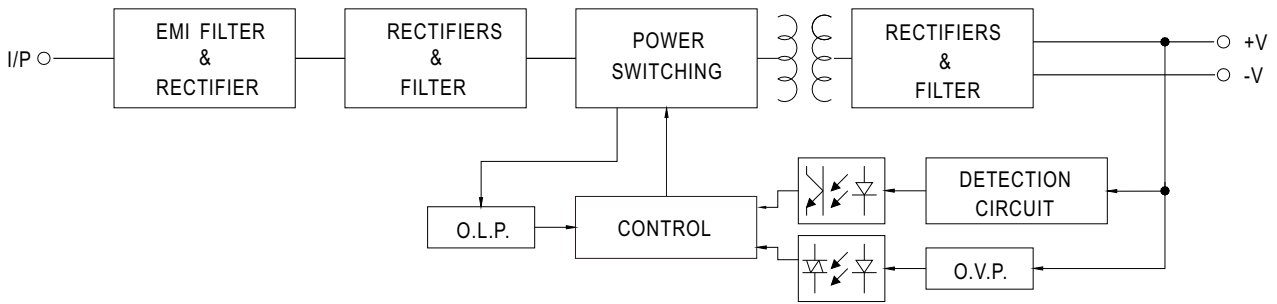 I/P
EMI FILTER
&
RECTIFIER
RECTIFIERS
&
FILTER
POWER
SWITCHING
RECTIFIERS
&
FILTER
+V
-V
O.L.P.
CONTROL
DETECTION
CIRCUIT
O.V.P.